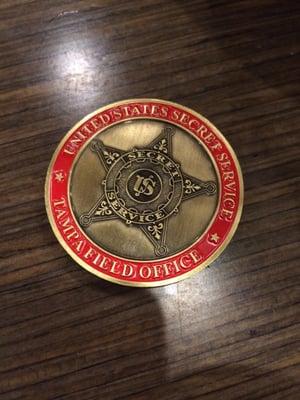 UNITED STATES SECRET SERVICE
SECRET
US
SERVICE
TAMPA FIELD OFFICE